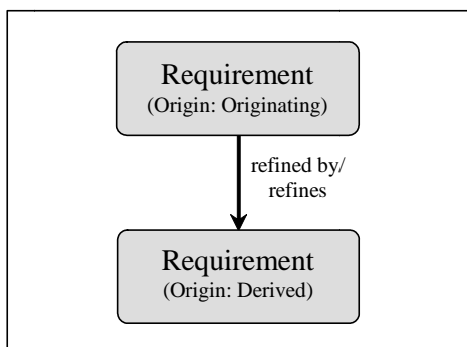 Requirement
(Origin: Originating)
refined by/
refines
Requirement
(Origin: Derived)